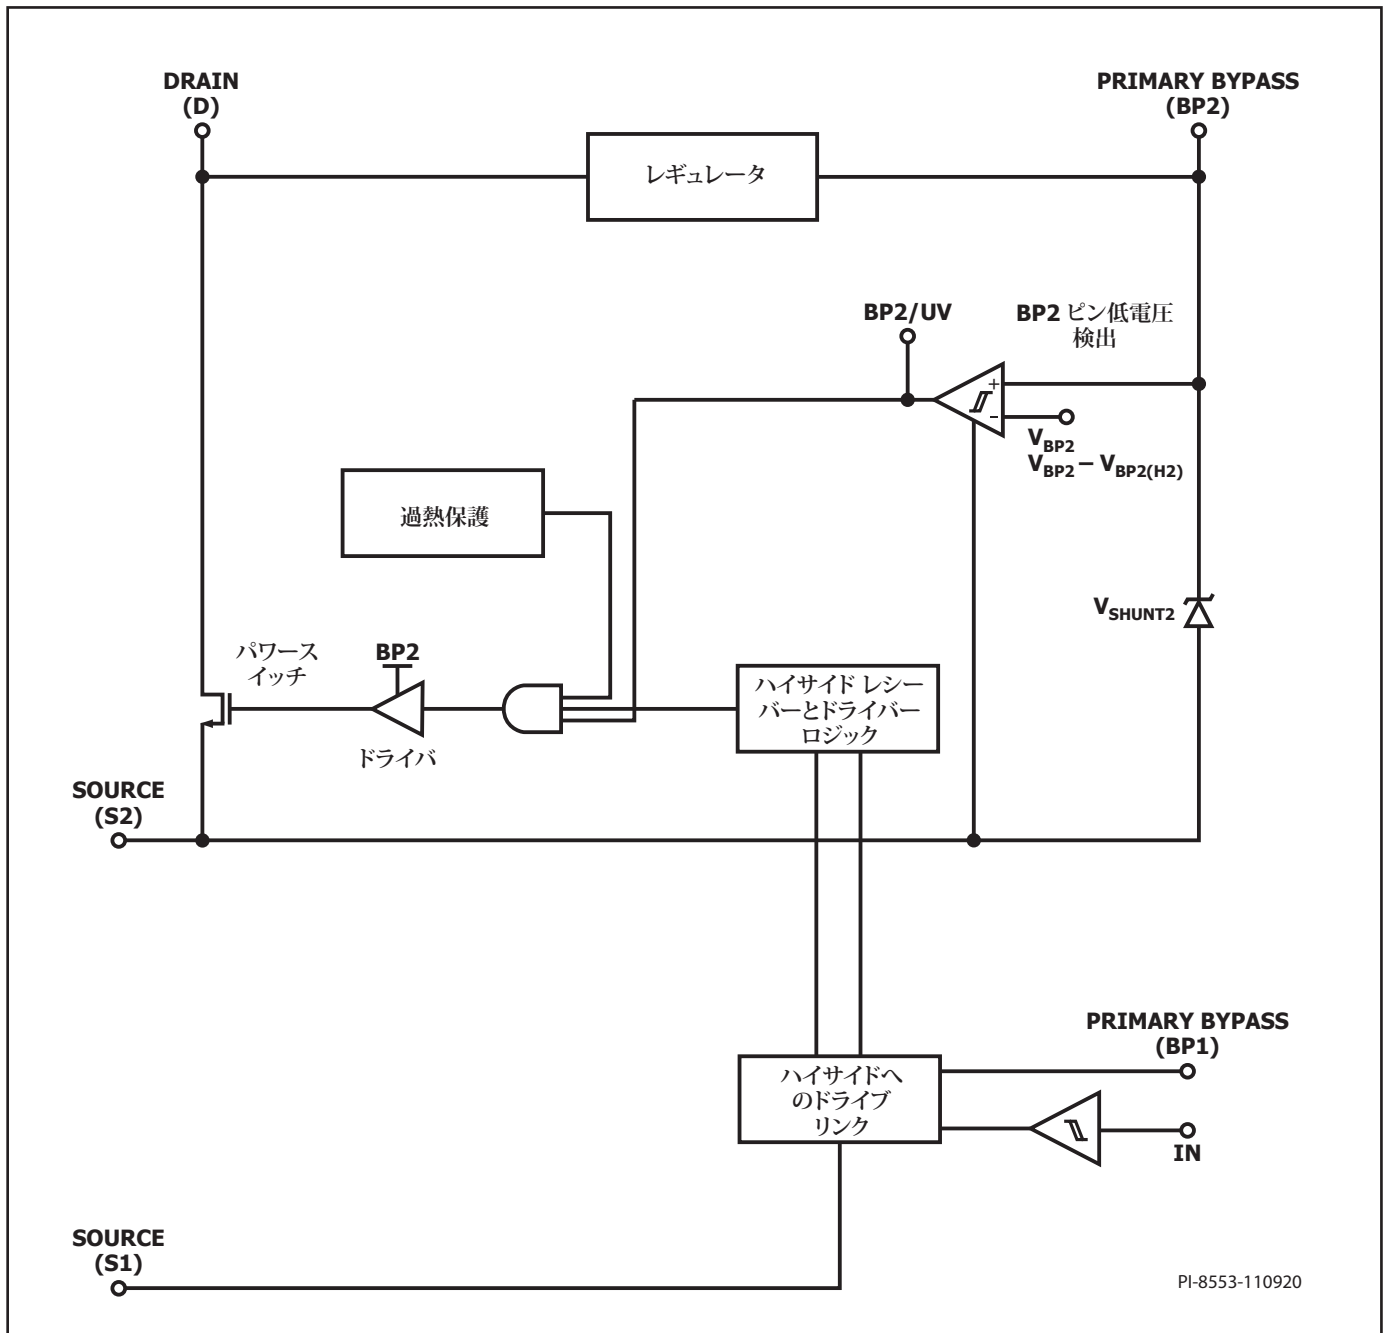 DRAIN
(D)
PRIMARY BYPASS
(BP2)
レギュレータ
BP2/UV
BP2 ピン低電圧
検出
+
-
VBP2
VBP2 – VBP2(H2)
過熱保護
VSHUNT2
パワース
イッチ
BP2
ハイサイド レシー
バーとドライバー
ロジック
ドライバ
SOURCE
(S2)
PRIMARY BYPASS
(BP1)
ハイサイドへ
のドライブ
リンク
IN
SOURCE
(S1)
PI-8553-110920